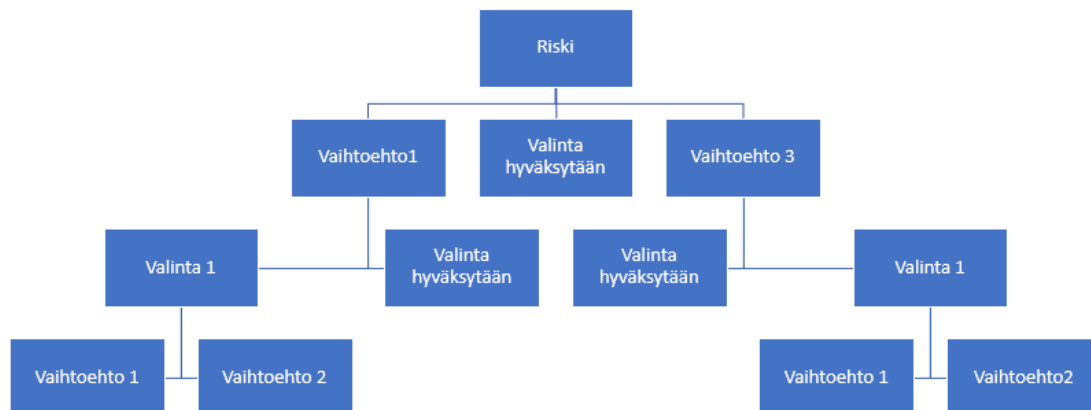 Riski
Vaihtoehto1
Valinta
hyväksytään
Vaihtoehto 3
Valinta 1
Valinta
hyväksytään
Valinta
hyväksytään
Valinta 1
Vaihtoehto 1
Vaihtoehto 2
Vaihtoehto 1
Vaihtoehto2